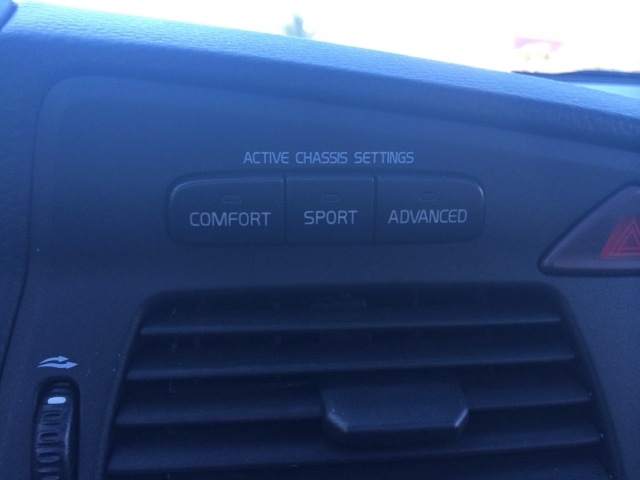 ACTIVE CHASSIS SETTINGS
COMFORT SPORT ADVANCED